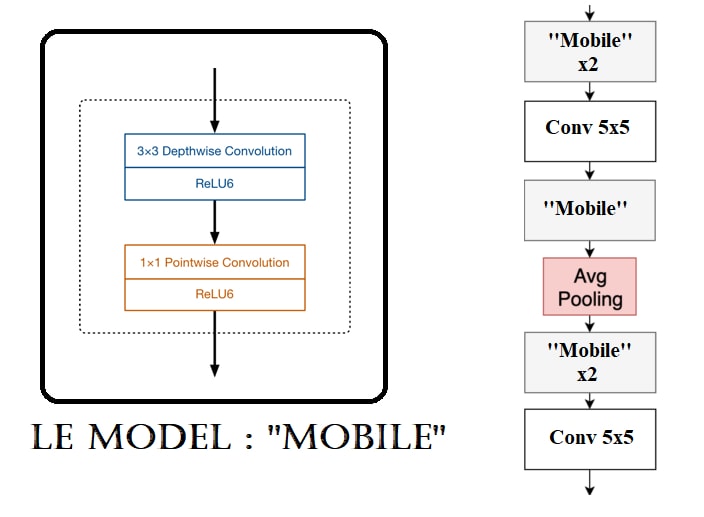 3×3 Depthwise Convolution
ReLU6
1×1 Pointwise Convolution
ReLU6
LE MODEL : "MOBILE"
"Mobile"
x2
Conv 5x5
"Mobile"
Avg
Pooling
"Mobile"
x2
Conv 5x5